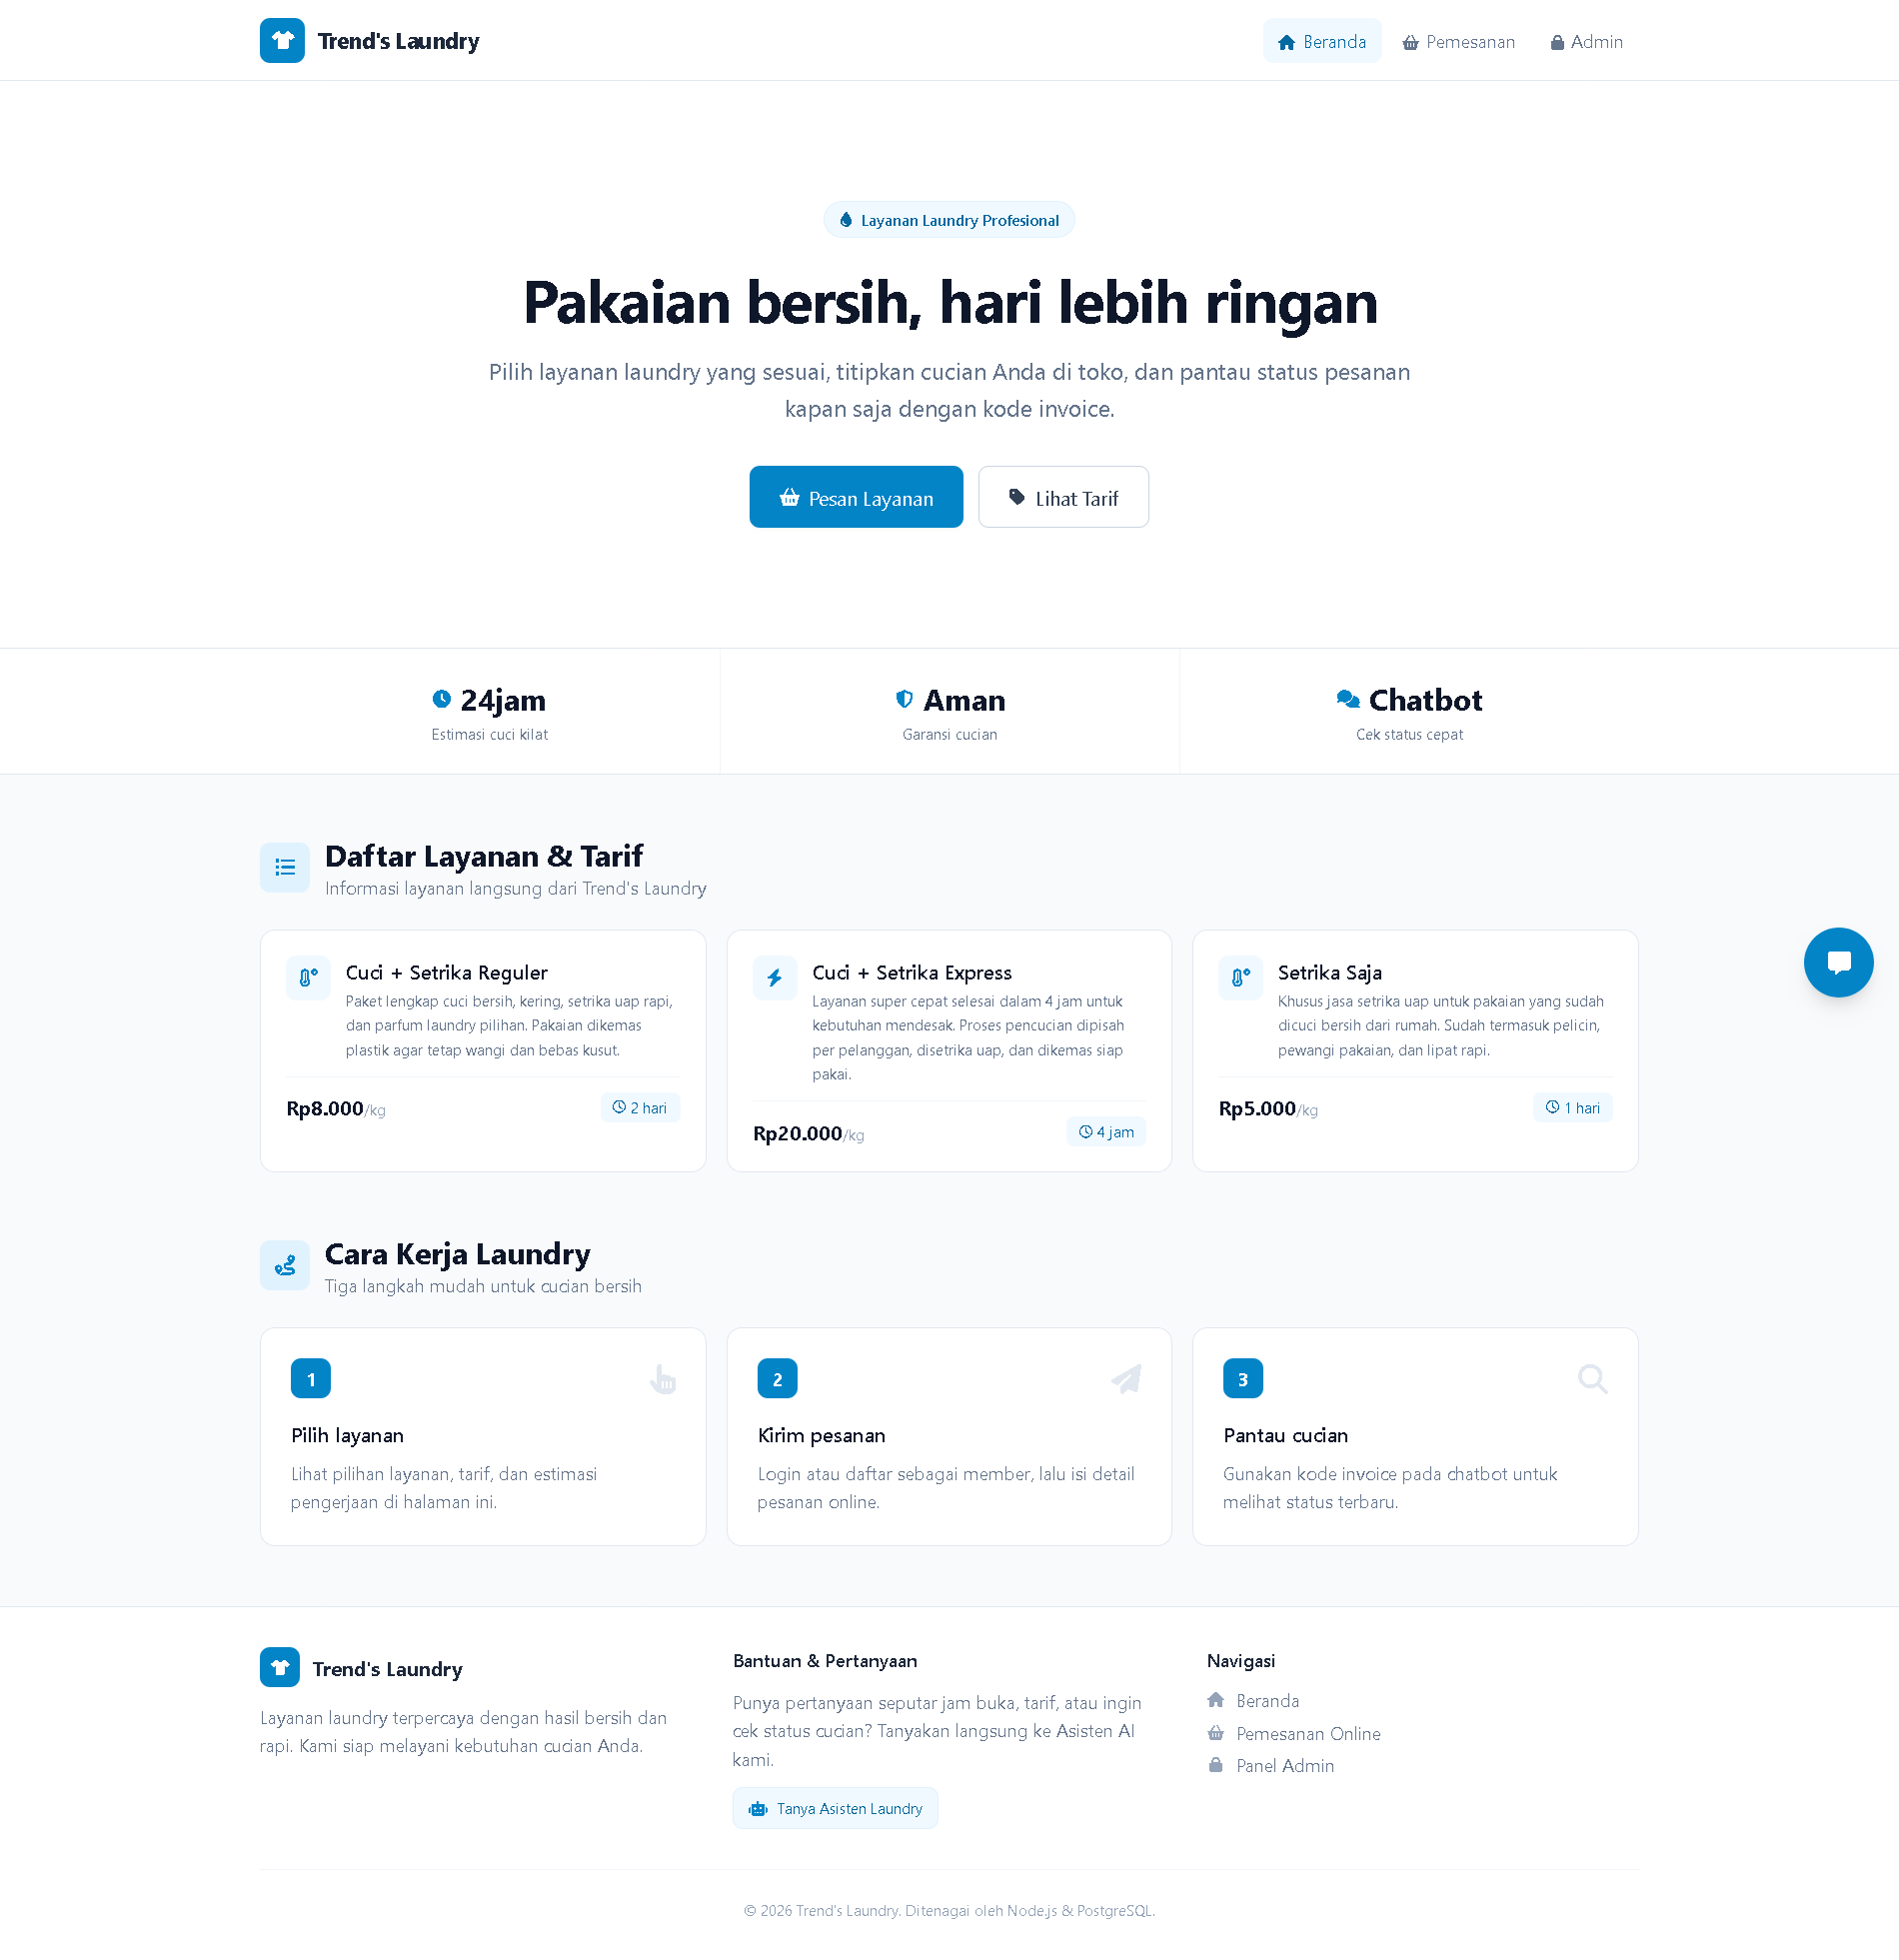 Trend's Laundry
Beranda
Pemesanan
Admin
Layanan Laundry Profesional
Pakaian bersih, hari lebih ringan
Pilih layanan laundry yang sesuai, titipkan cucian Anda di toko, dan pantau status pesanan
kapan saja dengan kode invoice.
Pesan Layanan
Lihat Tarif
24jam
Estimasi cuci kilat
Aman
Garansi cucian
Chatbot
Cek status cepat
Daftar Layanan & Tarif
Informasi layanan langsung dari Trend's Laundry
Cuci + Setrika Reguler
Paket lengkap cuci bersih, kering, setrika uap rapi,
dan parfum laundry pilihan. Pakaian dikemas
plastik agar tetap wangi dan bebas kusut.
Rp8.000/kg
2 hari
Cuci + Setrika Express
Layanan super cepat selesai dalam 4 jam untuk
kebutuhan mendesak. Proses pencucian dipisah
per pelanggan, disetrika uap, dan dikemas siap
pakai.
Rp20.000/kg
4 jam
Setrika Saja
Khusus jasa setrika uap untuk pakaian yang sudah
dicuci bersih dari rumah. Sudah termasuk pelicin,
pewangi pakaian, dan lipat rapi.
Rp5.000/kg
1 hari
Cara Kerja Laundry
Tiga langkah mudah untuk cucian bersih
1
Pilih layanan
Lihat pilihan layanan, tarif, dan estimasi
pengerjaan di halaman ini.
2
Kirim pesanan
Login atau daftar sebagai member, lalu isi detail
pesanan online.
3
Pantau cucian
Gunakan kode invoice pada chatbot untuk
melihat status terbaru.
Trend's Laundry
Layanan laundry terpercaya dengan hasil bersih dan
rapi. Kami siap melayani kebutuhan cucian Anda.
Bantuan & Pertanyaan
Punya pertanyaan seputar jam buka, tarif, atau ingin
cek status cucian? Tanyakan langsung ke Asisten AI
kami.
Tanya Asisten Laundry
Navigasi
Beranda
Pemesanan Online
Panel Admin
© 2026 Trend's Laundry. Ditenagai oleh Node.js & PostgreSQL.